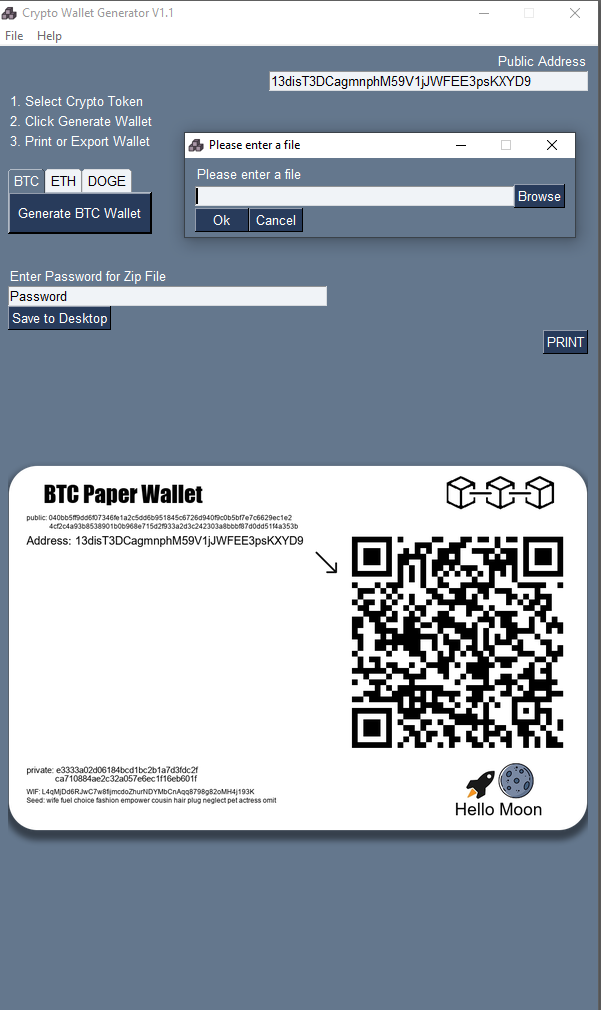 Crypto Wallet Generator V1.1
File Help
Public Address
13disT3DCagmnphM59V1jJWFEE3psKXYD9
1. Select Crypto Token
2. Click Generate Wallet
3. Print or Export Wallet
Please enter a file
Please enter a file
Browse
Ok Cancel
BTC ETH DOGE
Generate BTC Wallet
Enter Password for Zip File
Password
Save to Desktop
PRINT
BTC Paper Wallet
public: 040bb5ff9dd6f07346fe1a2c5dd6b951845c6726d940f9c0b5bf7e7c6629ec1e2
4cf2c4a93b8538901b0b968e715d2f933a2d3c242303a8bbbf87d0dd51f4a353b
Address: 13disT3DCagmnphM59V1jJWFEE3psKXYD9
private: e3333a02d06184bcd1bc2b1a7d3fdc2f
ca710884ae2c32a057e6ec1f16eb601f
WIF: L4qMjDd6RJwC7w8fijmcdoZhurNDYMbCnAqq8798g82oMH4j193K
Seed: wife fuel choice fashion empower cousin hair plug neglect pet actress omit
Hello Moon